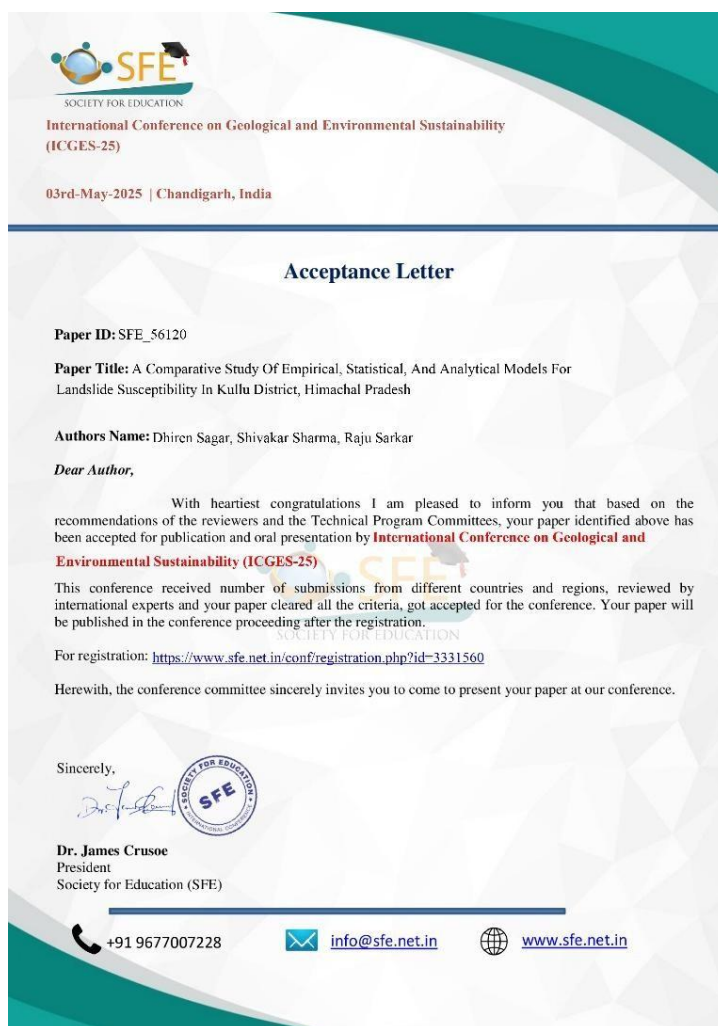 SFE
SOCIETY FOR EDUCATION
International Conference on Geological and Environmental Sustainability
(ICGES-25)
03rd-May-2025 | Chandigarh, India
Acceptance Letter
Paper ID: SFE_56120
Paper Title: A Comparative Study Of Empirical, Statistical, And Analytical Models For
Landslide Susceptibility In Kullu District, Himachal Pradesh
Authors Name: Dhiren Sagar, Shivakar Sharma, Raju Sarkar
Dear Author,
With heartiest congratulations I am pleased to inform you that based on the
recommendations of the reviewers and the Technical Program Committees, your paper identified above has
been accepted for publication and oral presentation by International Conference on Geological and
Environmental Sustainability (ICGES-25)
This conference received number of submissions from different countries and regions, reviewed by
international experts and your paper cleared all the criteria, got accepted for the conference. Your paper will
be published in the conference proceeding after the registration.
SFE
SOCIETY FOR EDUCATION
For registration: https://www.sfe.net.in/conf/registration.php?id=3331560
Herewith, the conference committee sincerely invites you to come to present your paper at our conference.
Sincerely,
SOCIETY FOR EDUCATION
SFE
INTERNATIONAL CONFERENCE
Dr. James Crusoe
President
Society for Education (SFE)
+91 9677007228
info@sfe.net.in
www.sfe.net.in